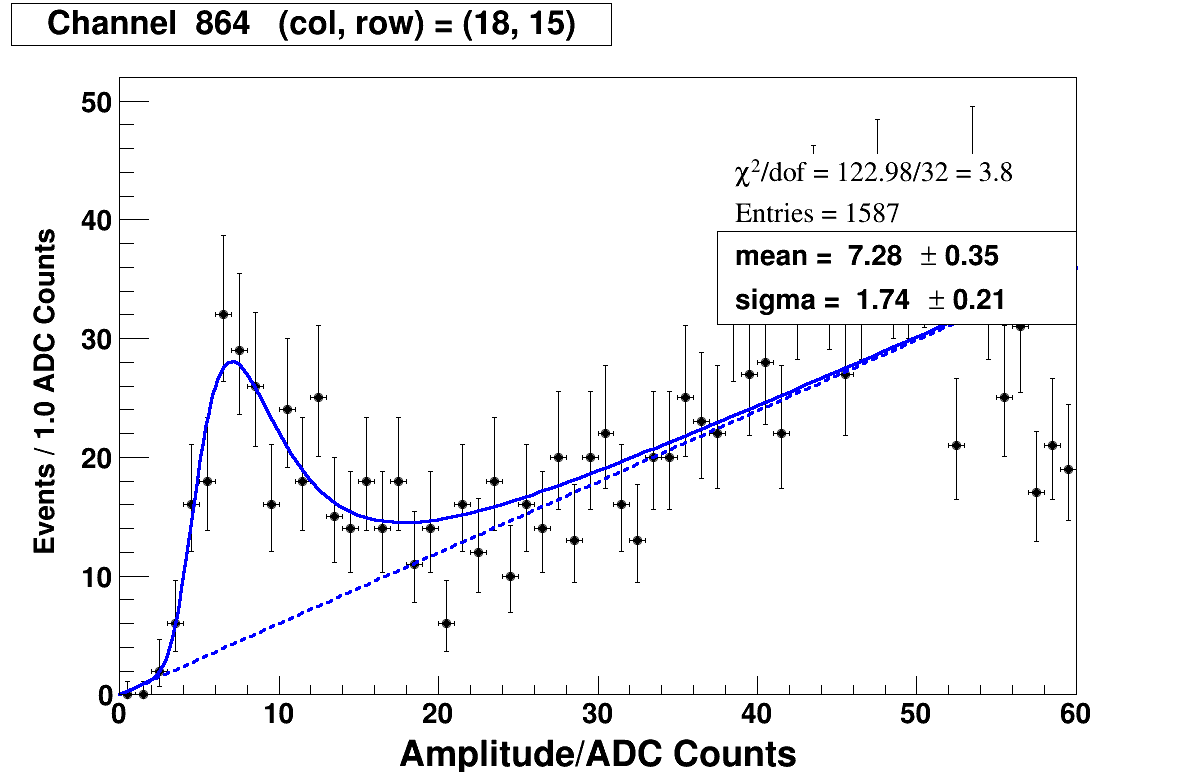 Channel 864 (col, row) = (18, 15)
50
40
30
20
10
0
Events / 1.0 ADC Counts
χ²/dof = 122.98/32 = 3.8
Entries = 1587
mean = 7.28 ± 0.35
sigma = 1.74 ± 0.21
0 10 20 30 40 50 60
Amplitude/ADC Counts